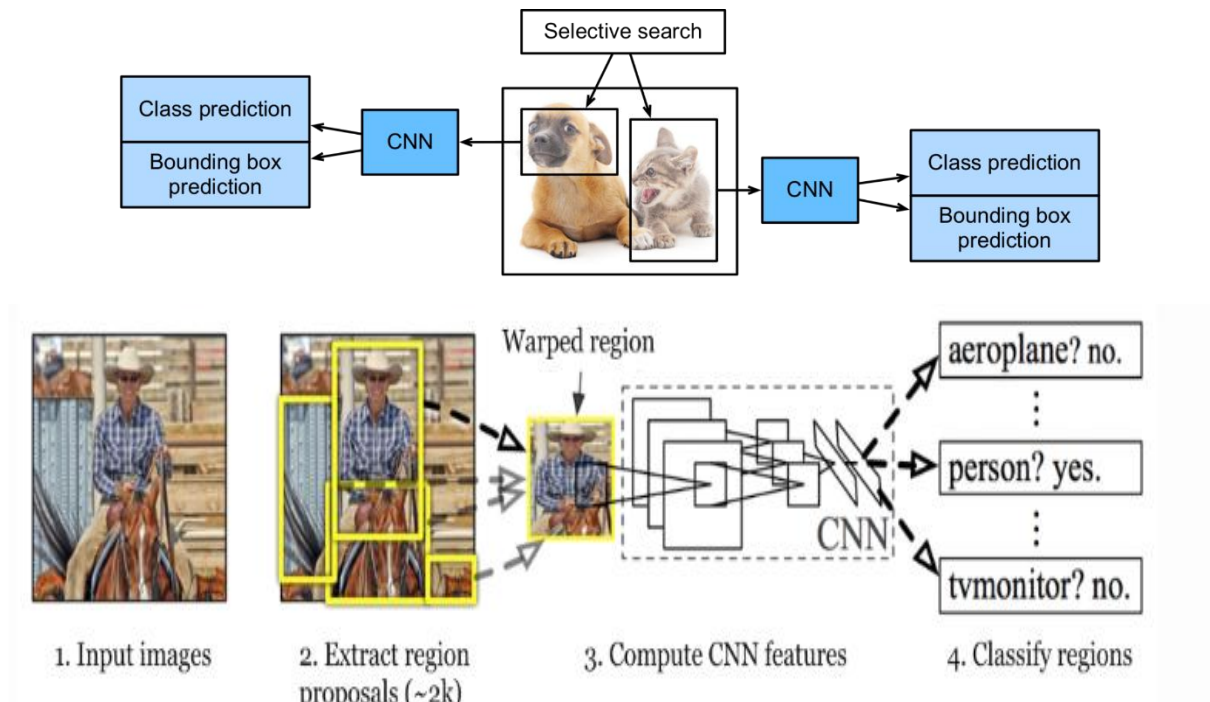 Selective search
Class prediction
Bounding box
prediction
CNN
CNN
Class prediction
Bounding box
prediction
Warped region
aeroplane? no.
person? yes.
CNN
tvmonitor? no.
1. Input images
2. Extract region
proposals (~2k)
3. Compute CNN features
4. Classify regions